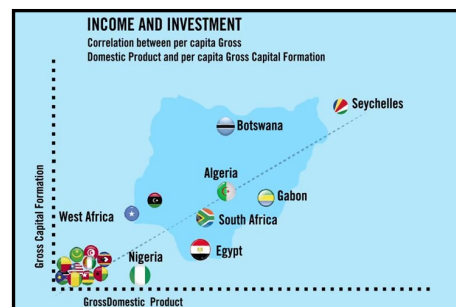 INCOME AND INVESTMENT
Correlation between per capita Gross
Domestic Product and per capita Gross Capital Formation
Seychelles
Botswana
Algeria
Gabon
West Africa
South Africa
Nigeria
Egypt
Gross Capital Formation
GrossDomestic Product